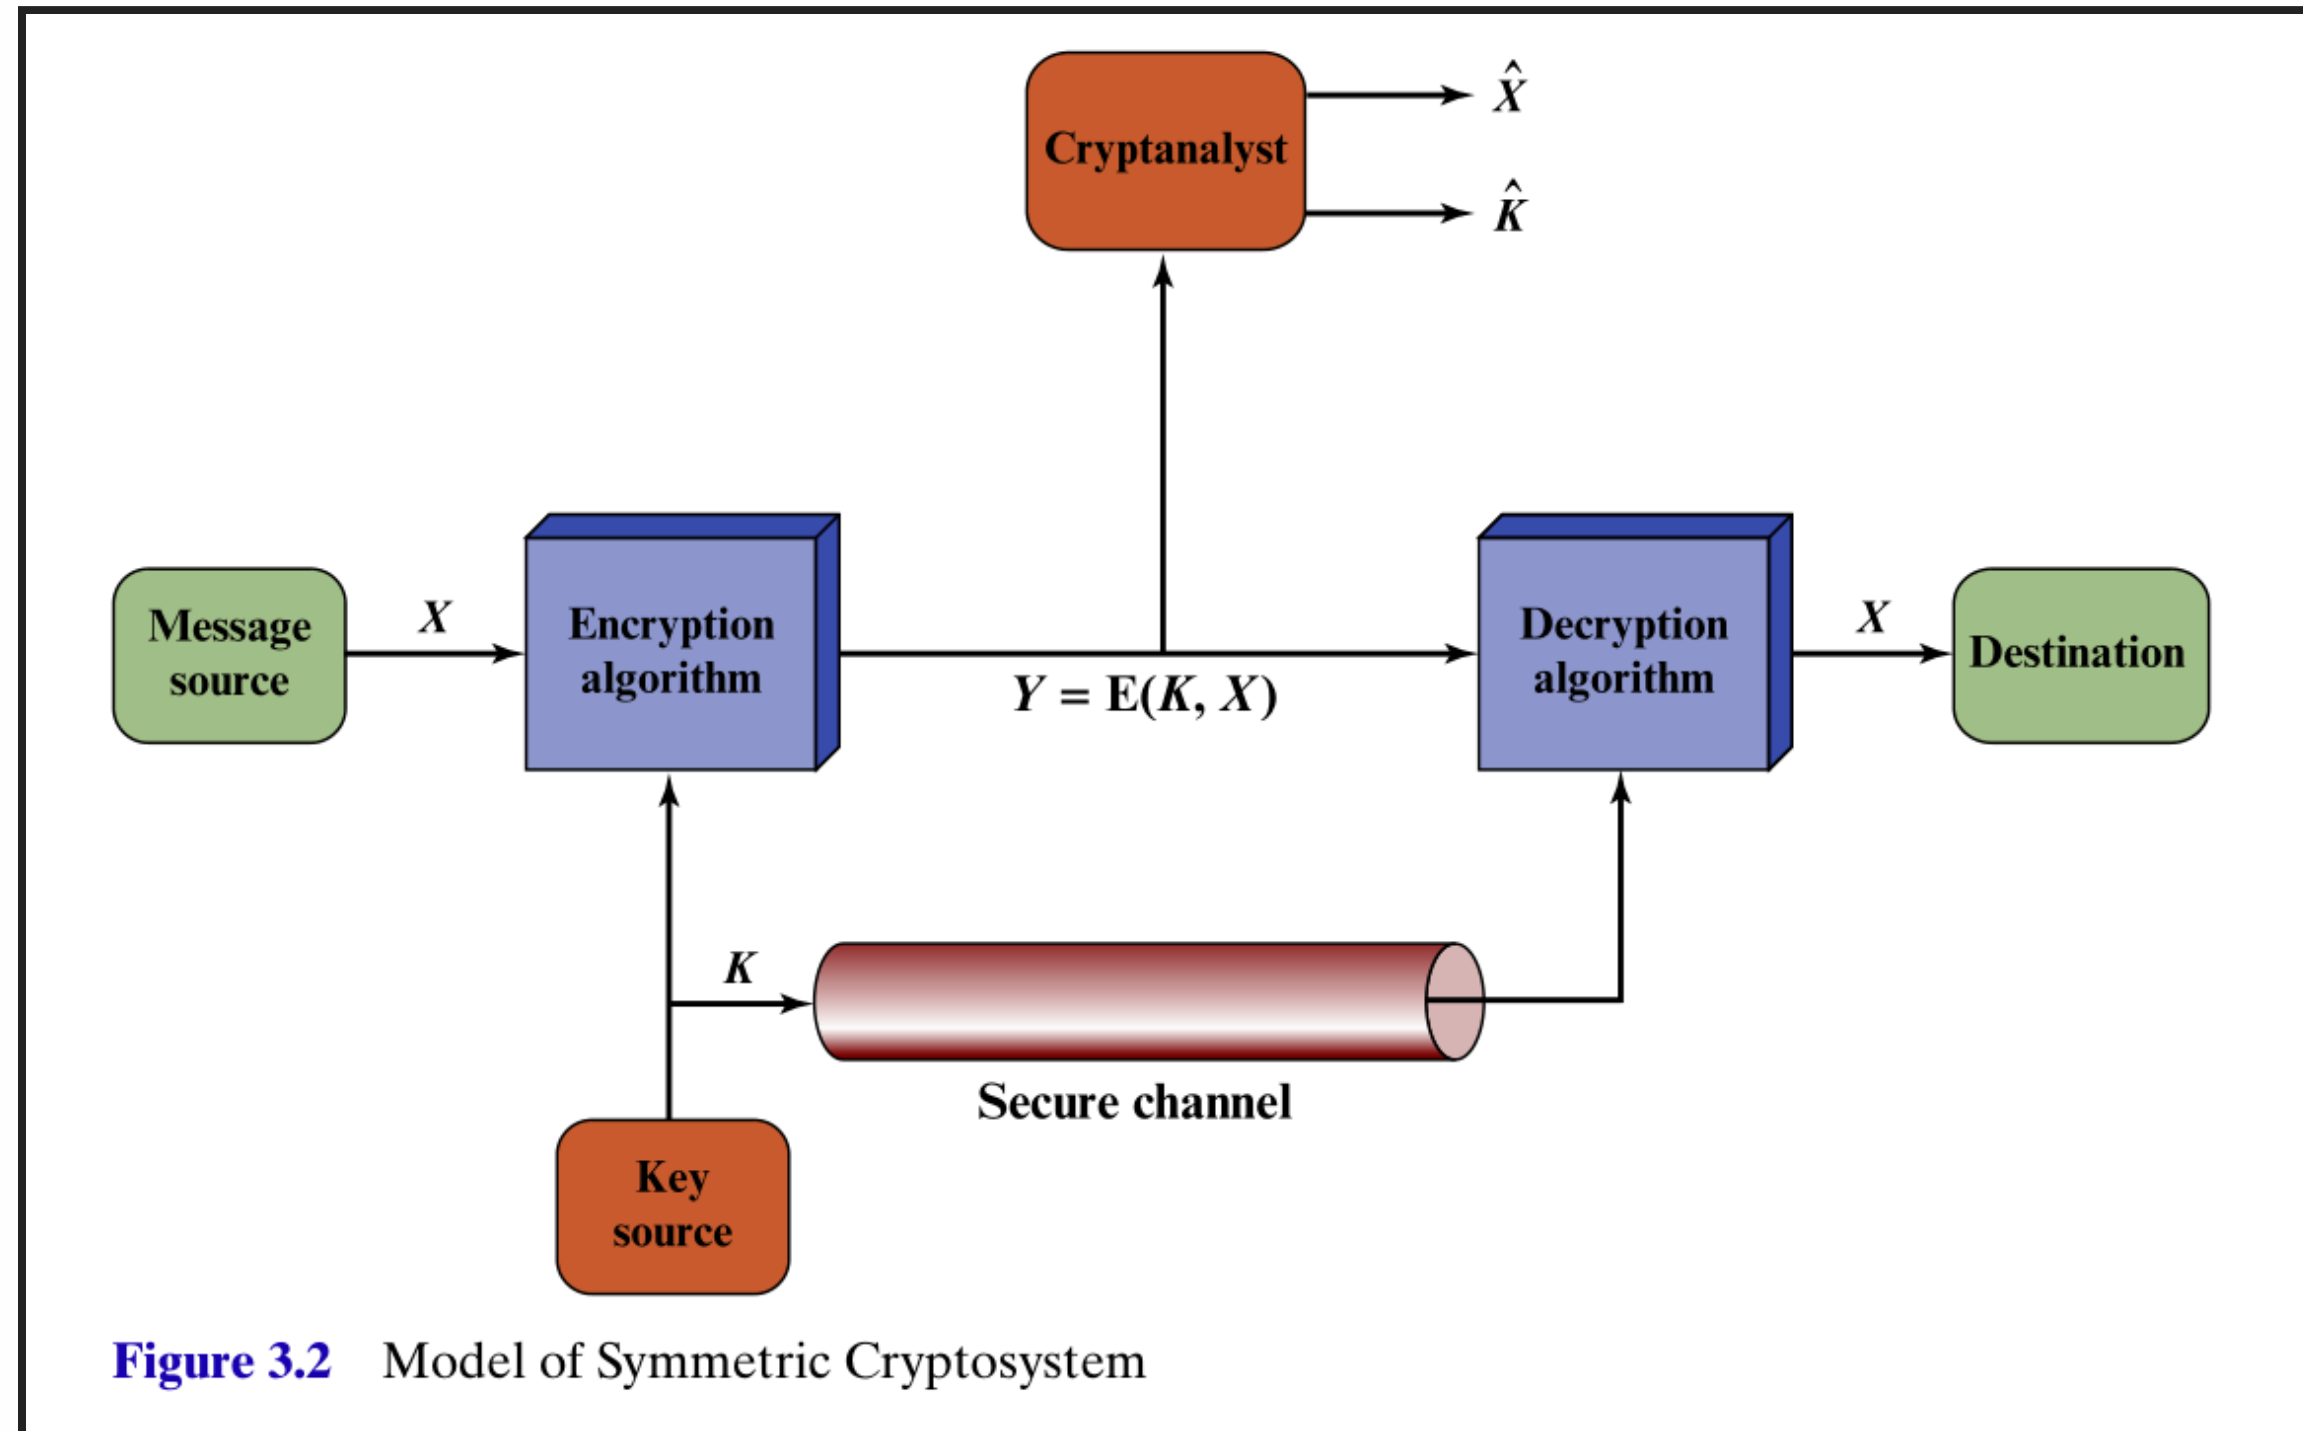 Cryptanalyst
X̂
K̂
Message
source
X
Encryption
algorithm
Y = E(K, X)
Decryption
algorithm
X
Destination
K
Secure channel
Key
source
Figure 3.2 Model of Symmetric Cryptosystem